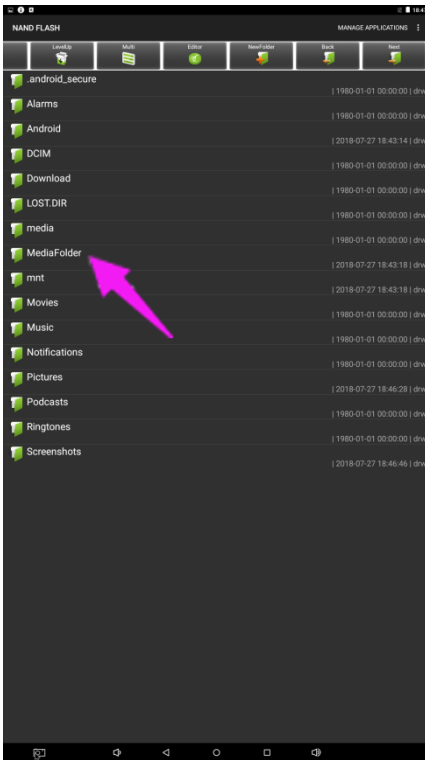 18:43
NAND FLASH MANAGE APPLICATIONS
LevelUp Multi Editor NewFolder Back Next
.android_secure
| 1980-01-01 00:00:00 | drw
Alarms
| 1980-01-01 00:00:00 | drw
Android
| 2018-07-27 18:43:14 | drw
DCIM
| 1980-01-01 00:00:00 | drw
Download
| 1980-01-01 00:00:00 | drw
LOST.DIR
| 1980-01-01 00:00:00 | drw
media
| 1980-01-01 00:00:00 | drw
MediaFolder
| 2018-07-27 18:43:18 | drw
mnt
| 2018-07-27 18:43:18 | drw
Movies
| 1980-01-01 00:00:00 | drw
Music
| 1980-01-01 00:00:00 | drw
Notifications
| 1980-01-01 00:00:00 | drw
Pictures
| 2018-07-27 18:46:28 | drw
Podcasts
| 1980-01-01 00:00:00 | drw
Ringtones
| 1980-01-01 00:00:00 | drw
Screenshots
| 2018-07-27 18:46:46 | drw